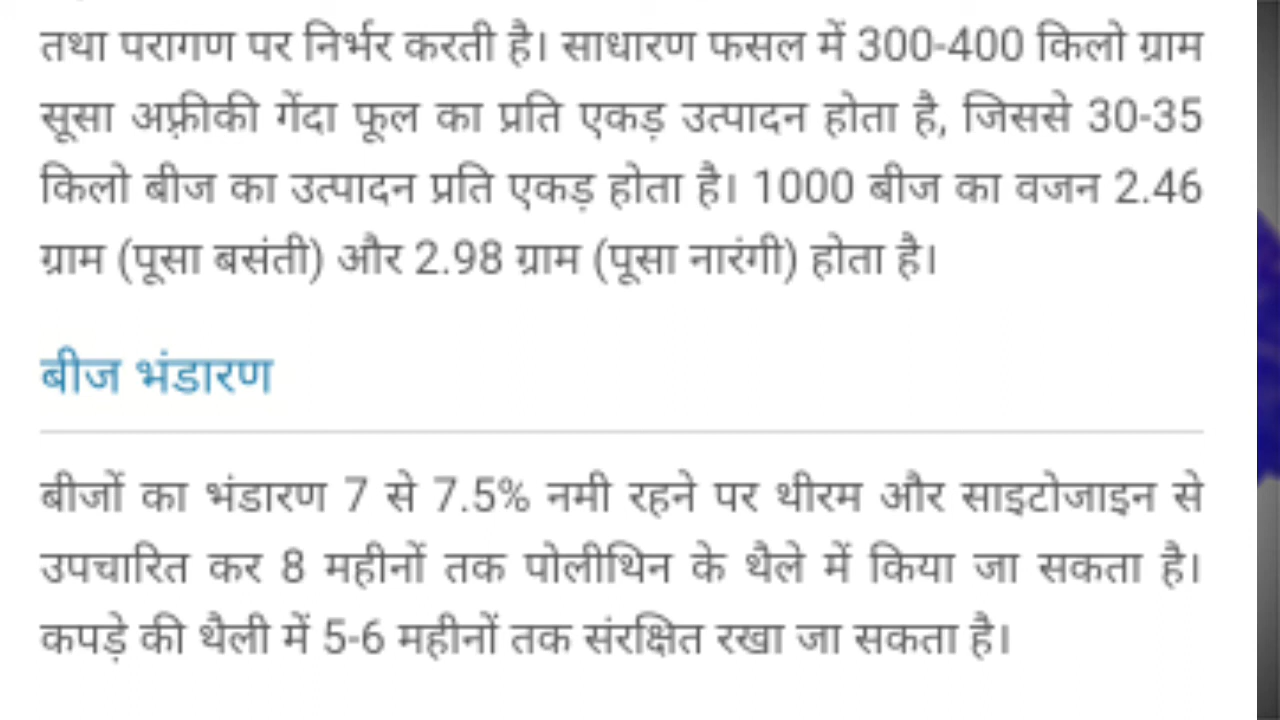 तथा परागण पर निर्भर करती है। साधारण फसल में 300-400 किलो ग्राम
सूसा अफ़्रीकी गेंदा फूल का प्रति एकड़ उत्पादन होता है, जिससे 30-35
किलो बीज का उत्पादन प्रति एकड़ होता है। 1000 बीज का वजन 2.46
ग्राम (पूसा बसंती) और 2.98 ग्राम (पूसा नारंगी) होता है।
बीज भंडारण
बीजों का भंडारण 7 से 7.5% नमी रहने पर थीरम और साइटोजाइन से
उपचारित कर 8 महीनों तक पोलीथिन के थैले में किया जा सकता है।
कपड़े की थैली में 5-6 महीनों तक संरक्षित रखा जा सकता है।